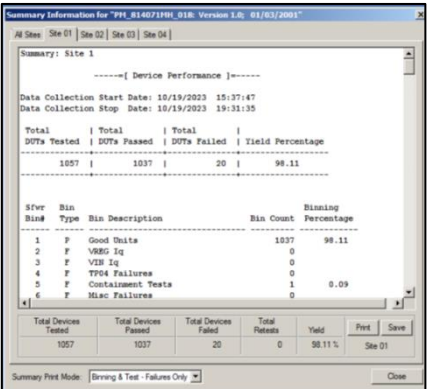 Summary Information for "PM_814071MH_018: Version 1.0; 01/03/2001"
All Sites Site 01 Site 02 Site 03 Site 04
Summary: Site 1
-----=[ Device Performance ]=-----
Data Collection Start Date: 10/19/2023 15:37:47
Data Collection Stop Date: 10/19/2023 19:31:35
Total | Total | Total |
DUTs Tested | DUTs Passed | DUTs Failed | Yield Percentage
1057 | 1037 | 20 | 98.11
Sfwr Bin Binning
Bin# Type Bin Description Bin Count Percentage
1 P Good Units 1037 98.11
2 F VREG Iq 0
3 F VIN Iq 0
4 F TP04 Failures 0
5 F Containment Tests 1 0.09
6 F Misc Failures 0
Total Devices Tested Total Devices Passed Total Devices Failed Total Retests Yield Print Save
1057 1037 20 0 98.11 % Site 01
Summary Print Mode: Binning & Test - Failures Only Close